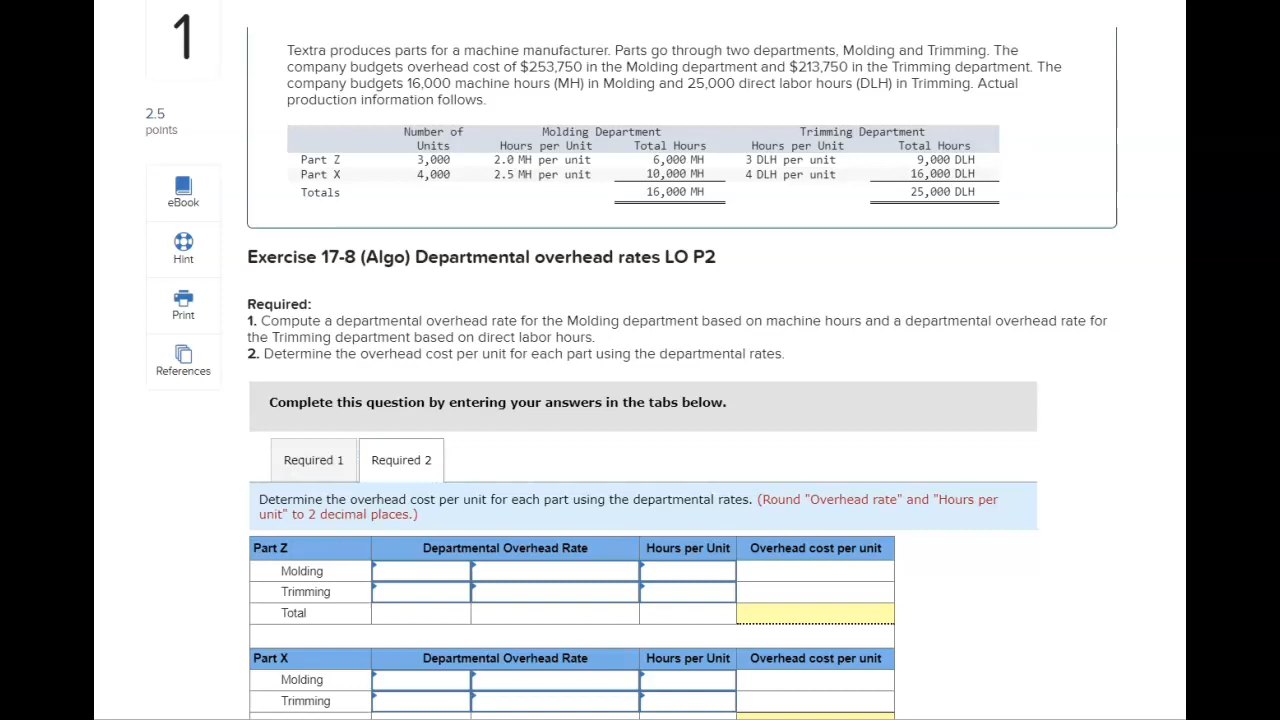 1
2.5
points
eBook
Hint
Print
References
Textra produces parts for a machine manufacturer. Parts go through two departments, Molding and Trimming. The
company budgets overhead cost of $253,750 in the Molding department and $213,750 in the Trimming department. The
company budgets 16,000 machine hours (MH) in Molding and 25,000 direct labor hours (DLH) in Trimming. Actual
production information follows.
Number of Molding Department Trimming Department
Units Hours per Unit Total Hours Hours per Unit Total Hours
Part Z 3,000 2.0 MH per unit 6,000 MH 3 DLH per unit 9,000 DLH
Part X 4,000 2.5 MH per unit 10,000 MH 4 DLH per unit 16,000 DLH
Totals 16,000 MH 25,000 DLH
Exercise 17-8 (Algo) Departmental overhead rates LO P2
Required:
1. Compute a departmental overhead rate for the Molding department based on machine hours and a departmental overhead rate for
the Trimming department based on direct labor hours.
2. Determine the overhead cost per unit for each part using the departmental rates.
Complete this question by entering your answers in the tabs below.
Required 1 Required 2
Determine the overhead cost per unit for each part using the departmental rates. (Round "Overhead rate" and "Hours per
unit" to 2 decimal places.)
Part Z Departmental Overhead Rate Hours per Unit Overhead cost per unit
Molding
Trimming
Total
Part X Departmental Overhead Rate Hours per Unit Overhead cost per unit
Molding
Trimming